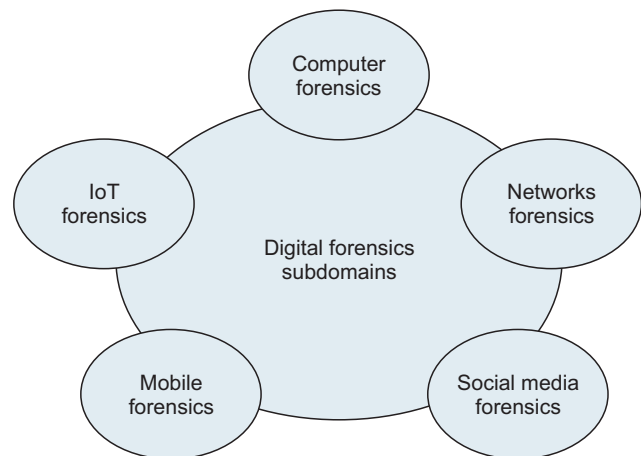 Computer
forensics
IoT
forensics
Networks
forensics
Digital forensics
subdomains
Mobile
forensics
Social media
forensics